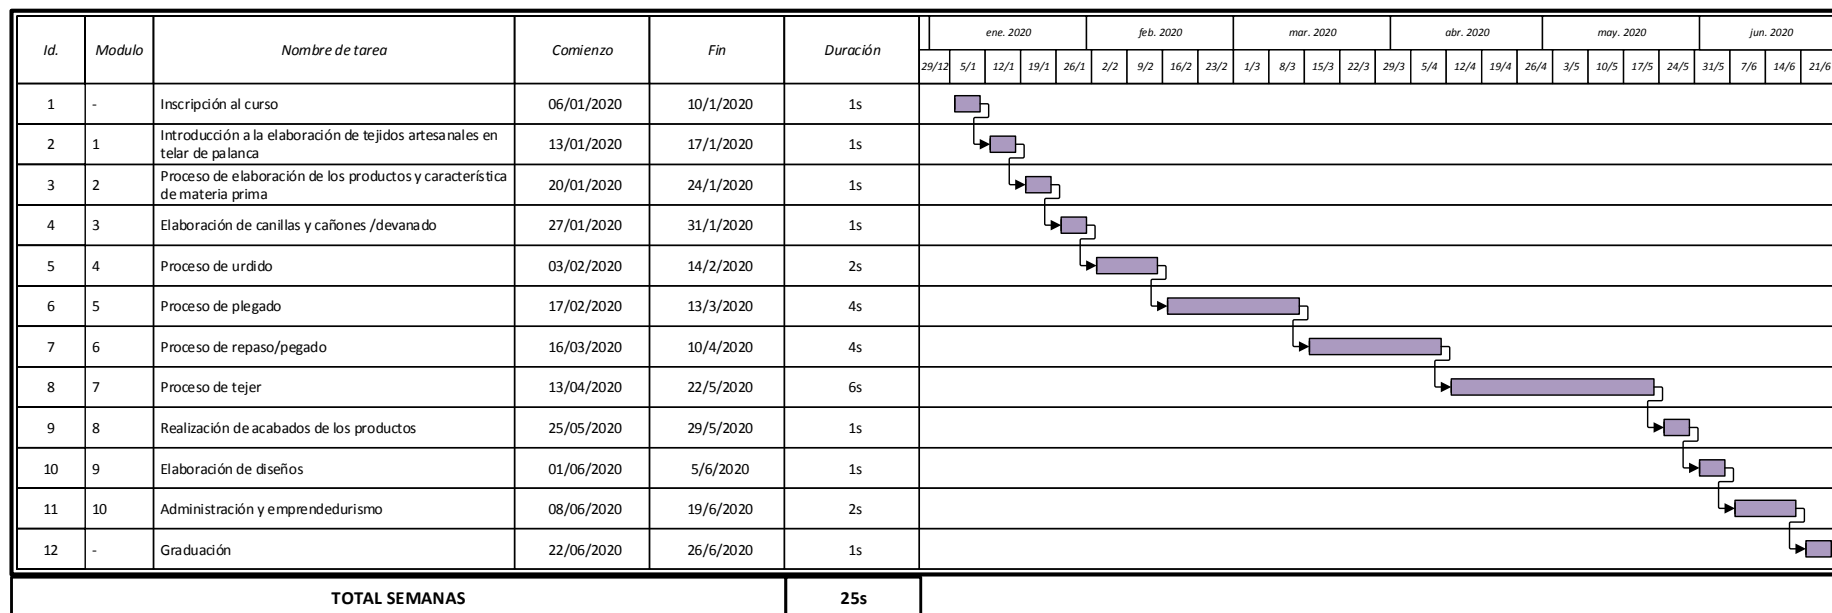 Id. Modulo Nombre de tarea Comienzo Fin Duración
ene. 2020 feb. 2020 mar. 2020 abr. 2020 may. 2020 jun. 2020
29/12 5/1 12/1 19/1 26/1 2/2 9/2 16/2 23/2 1/3 8/3 15/3 22/3 29/3 5/4 12/4 19/4 26/4 3/5 10/5 17/5 24/5 31/5 7/6 14/6 21/6
1 - Inscripción al curso 06/01/2020 10/1/2020 1s
2 1 Introducción a la elaboración de tejidos artesanales en
telar de palanca 13/01/2020 17/1/2020 1s
3 2 Proceso de elaboración de los productos y característica
de materia prima 20/01/2020 24/1/2020 1s
4 3 Elaboración de canillas y cañones /devanado 27/01/2020 31/1/2020 1s
5 4 Proceso de urdido 03/02/2020 14/2/2020 2s
6 5 Proceso de plegado 17/02/2020 13/3/2020 4s
7 6 Proceso de repaso/pegado 16/03/2020 10/4/2020 4s
8 7 Proceso de tejer 13/04/2020 22/5/2020 6s
9 8 Realización de acabados de los productos 25/05/2020 29/5/2020 1s
10 9 Elaboración de diseños 01/06/2020 5/6/2020 1s
11 10 Administración y emprendedurismo 08/06/2020 19/6/2020 2s
12 - Graduación 22/06/2020 26/6/2020 1s
TOTAL SEMANAS 25s